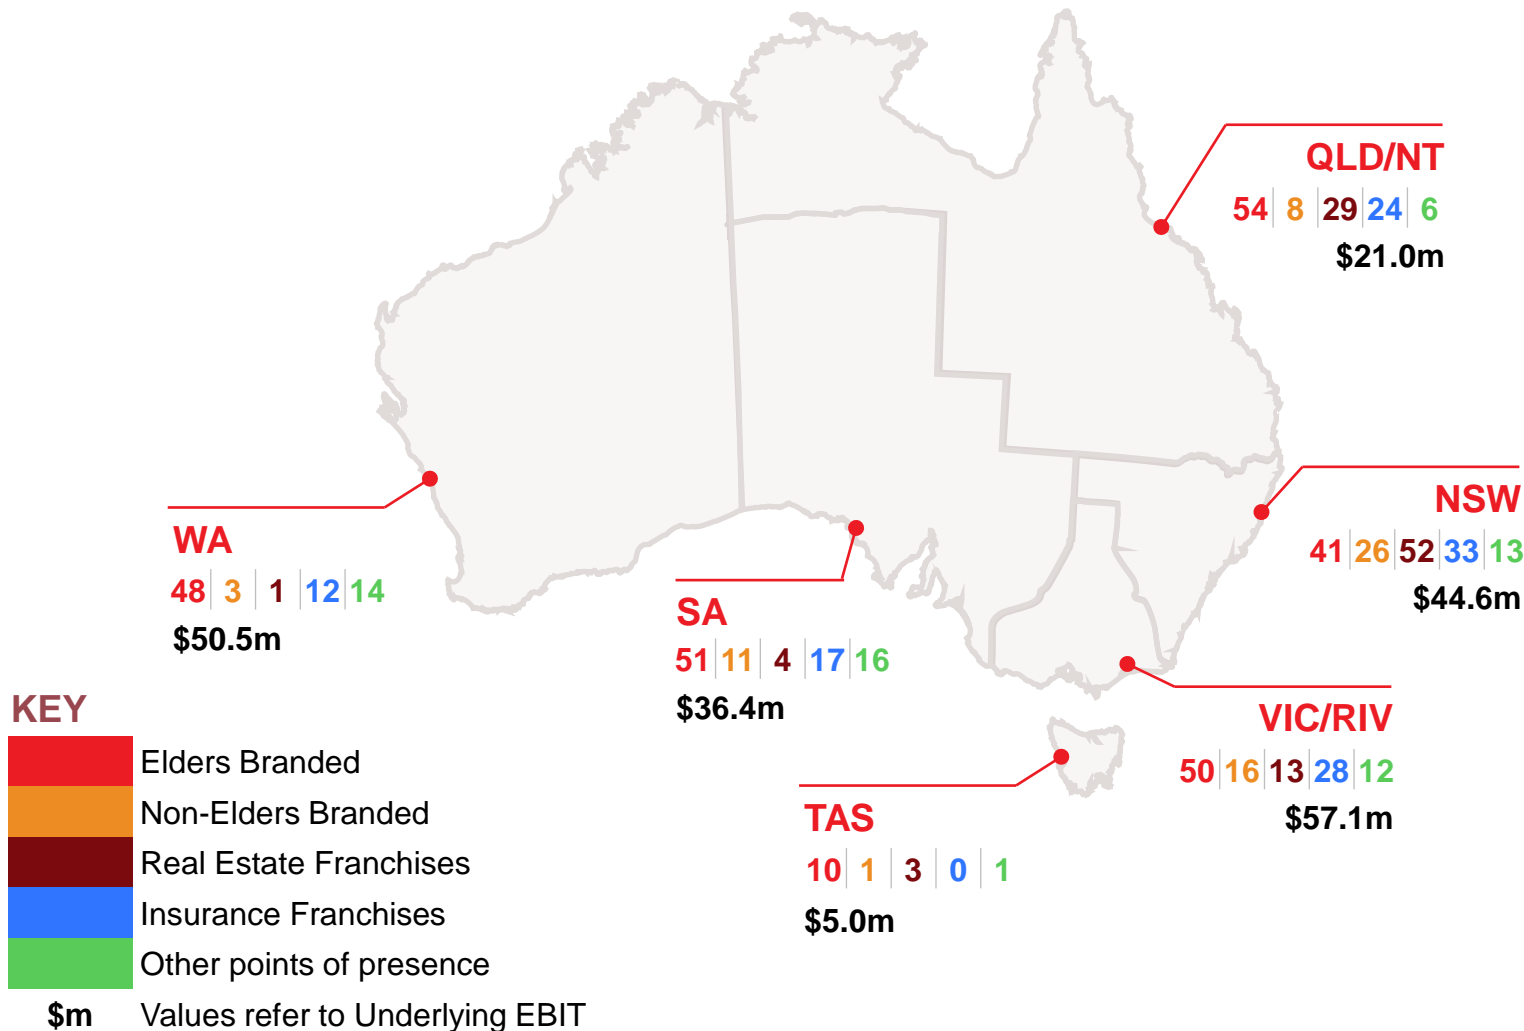 QLD/NT
54 8 29 24 6
$21.0m
NSW
41 26 52 33 13
$44.6m
WA
48 3 1 12 14
$50.5m
SA
51 11 4 17 16
$36.4m
VIC/RIV
50 16 13 28 12
$57.1m
TAS
10 1 3 0 1
$5.0m
KEY
Elders Branded
Non-Elders Branded
Real Estate Franchises
Insurance Franchises
Other points of presence
$m Values refer to Underlying EBIT